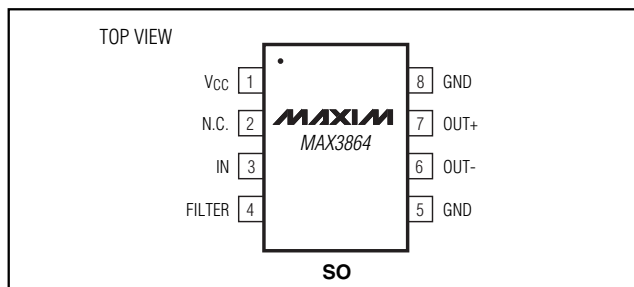 TOP VIEW
VCC 1
N.C. 2
IN 3
FILTER 4
MAXIM
MAX3864
8 GND
7 OUT+
6 OUT-
5 GND
SO